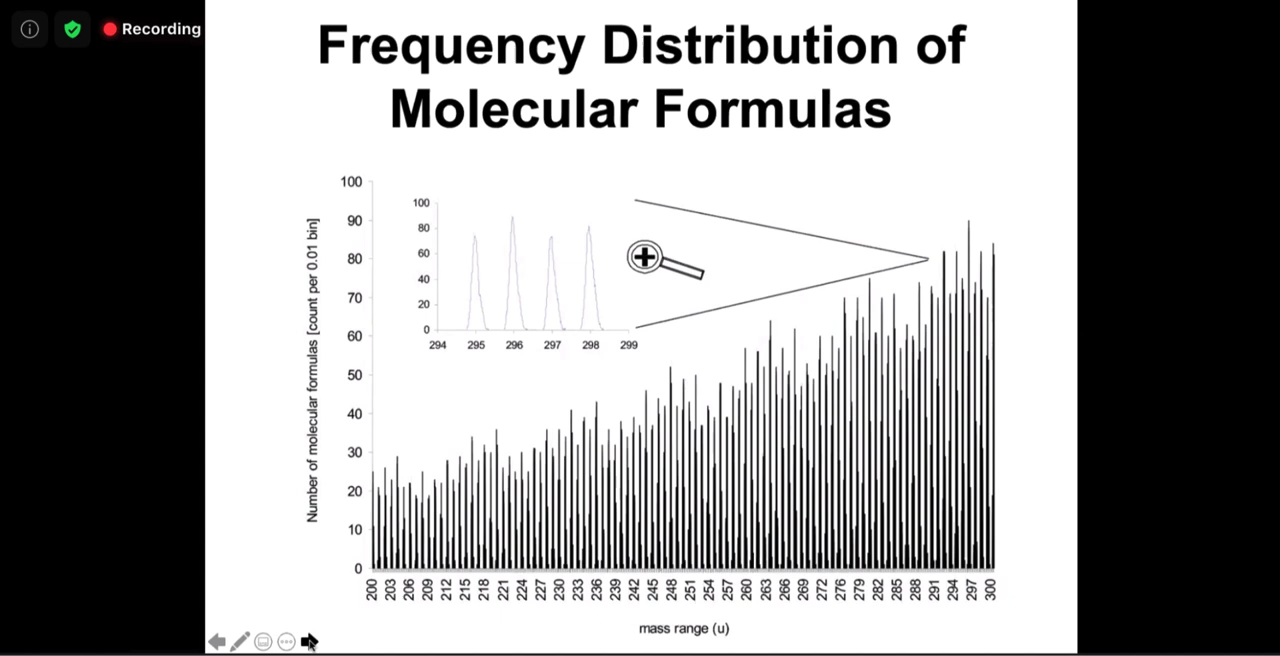 Recording
Frequency Distribution of
Molecular Formulas
Number of molecular formulas [count per 0.01 bin]
100
90
80
70
60
50
40
30
20
10
0
100
80
60
40
20
0
294 295 296 297 298 299
200 203 206 209 212 215 218 221 224 227 230 233 236 239 242 245 248 251 254 257 260 263 266 269 272 276 279 282 285 288 291 294 297 300
mass range (u)